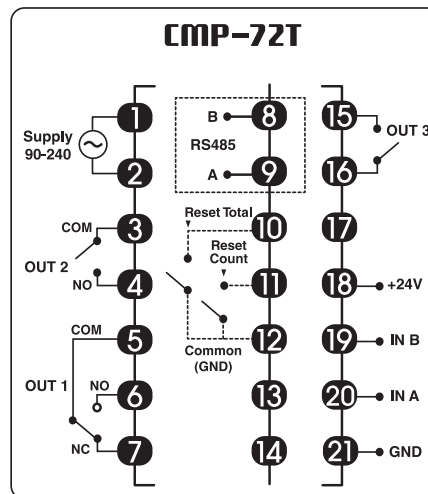 CMP-72T
1
Supply
90-240
2
3
COM
OUT 2
4
NO
5
COM
OUT 1
6
NO
7
NC
8
B
RS485
9
A
10
Reset Total
11
Reset
Count
12
Common
(GND)
13
14
15
OUT 3
16
17
18
+24V
19
IN B
20
IN A
21
GND